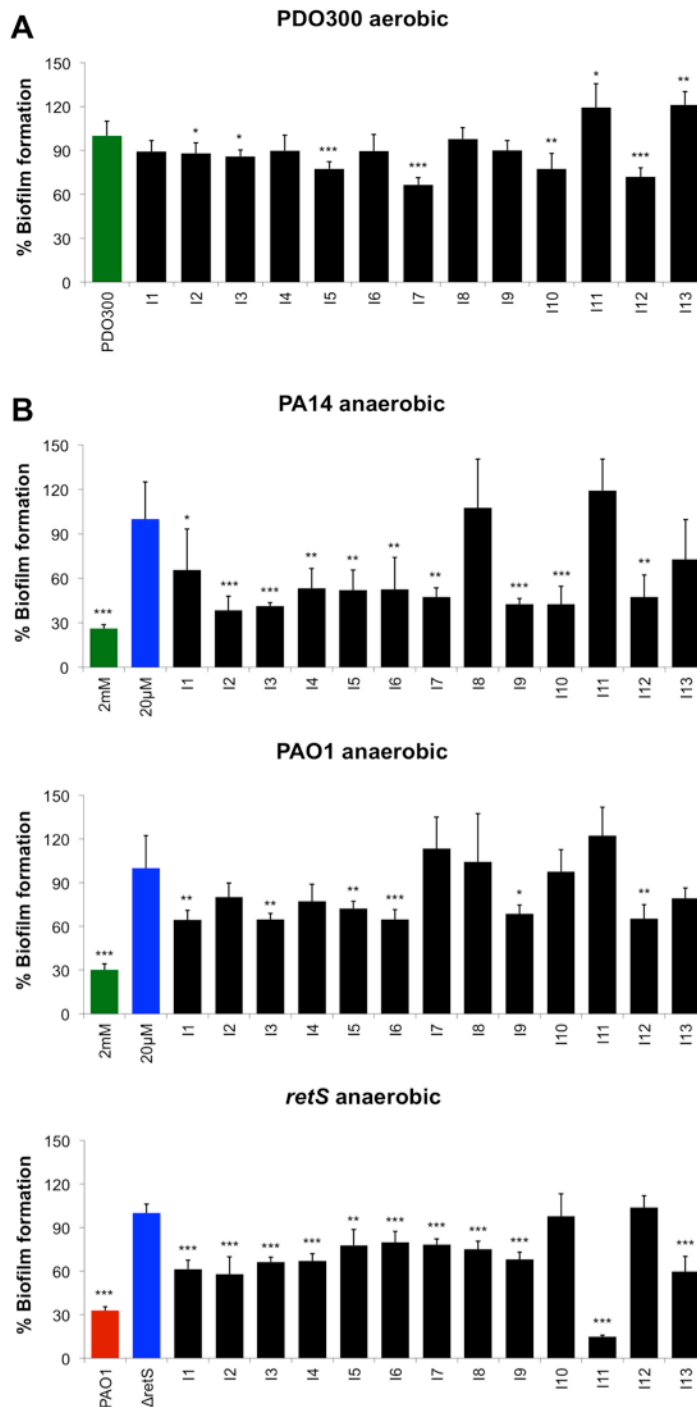 A
PDO300 aerobic
% Biofilm formation
150
120
90
60
30
0
* * *** *** ** * *** **
PDO300 I1 I2 I3 I4 I5 I6 I7 I8 I9 I10 I11 I12 I13
B
PA14 anaerobic
% Biofilm formation
150
120
90
60
30
0
*** * *** *** ** ** ** ** *** *** **
2mM 20µM I1 I2 I3 I4 I5 I6 I7 I8 I9 I10 I11 I12 I13
PAO1 anaerobic
% Biofilm formation
150
120
90
60
30
0
*** ** ** ** *** * **
2mM 20µM I1 I2 I3 I4 I5 I6 I7 I8 I9 I10 I11 I12 I13
retS anaerobic
% Biofilm formation
150
120
90
60
30
0
*** *** *** *** *** ** *** *** *** *** *** ***
PAO1 ΔretS I1 I2 I3 I4 I5 I6 I7 I8 I9 I10 I11 I12 I13